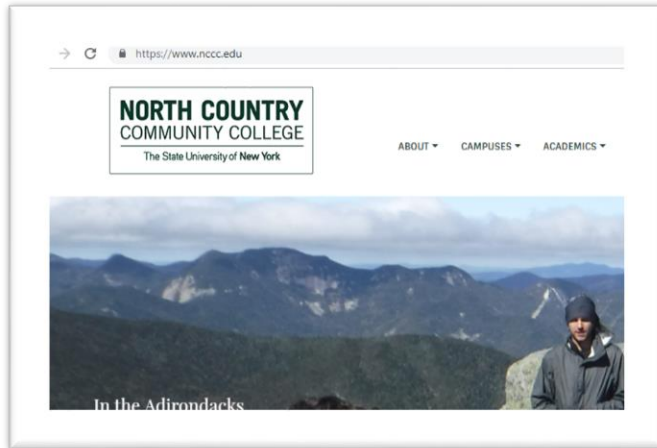 https://www.nccc.edu
NORTH COUNTRY
COMMUNITY COLLEGE
The State University of New York
ABOUT CAMPUSES ACADEMICS
In the Adirondacks